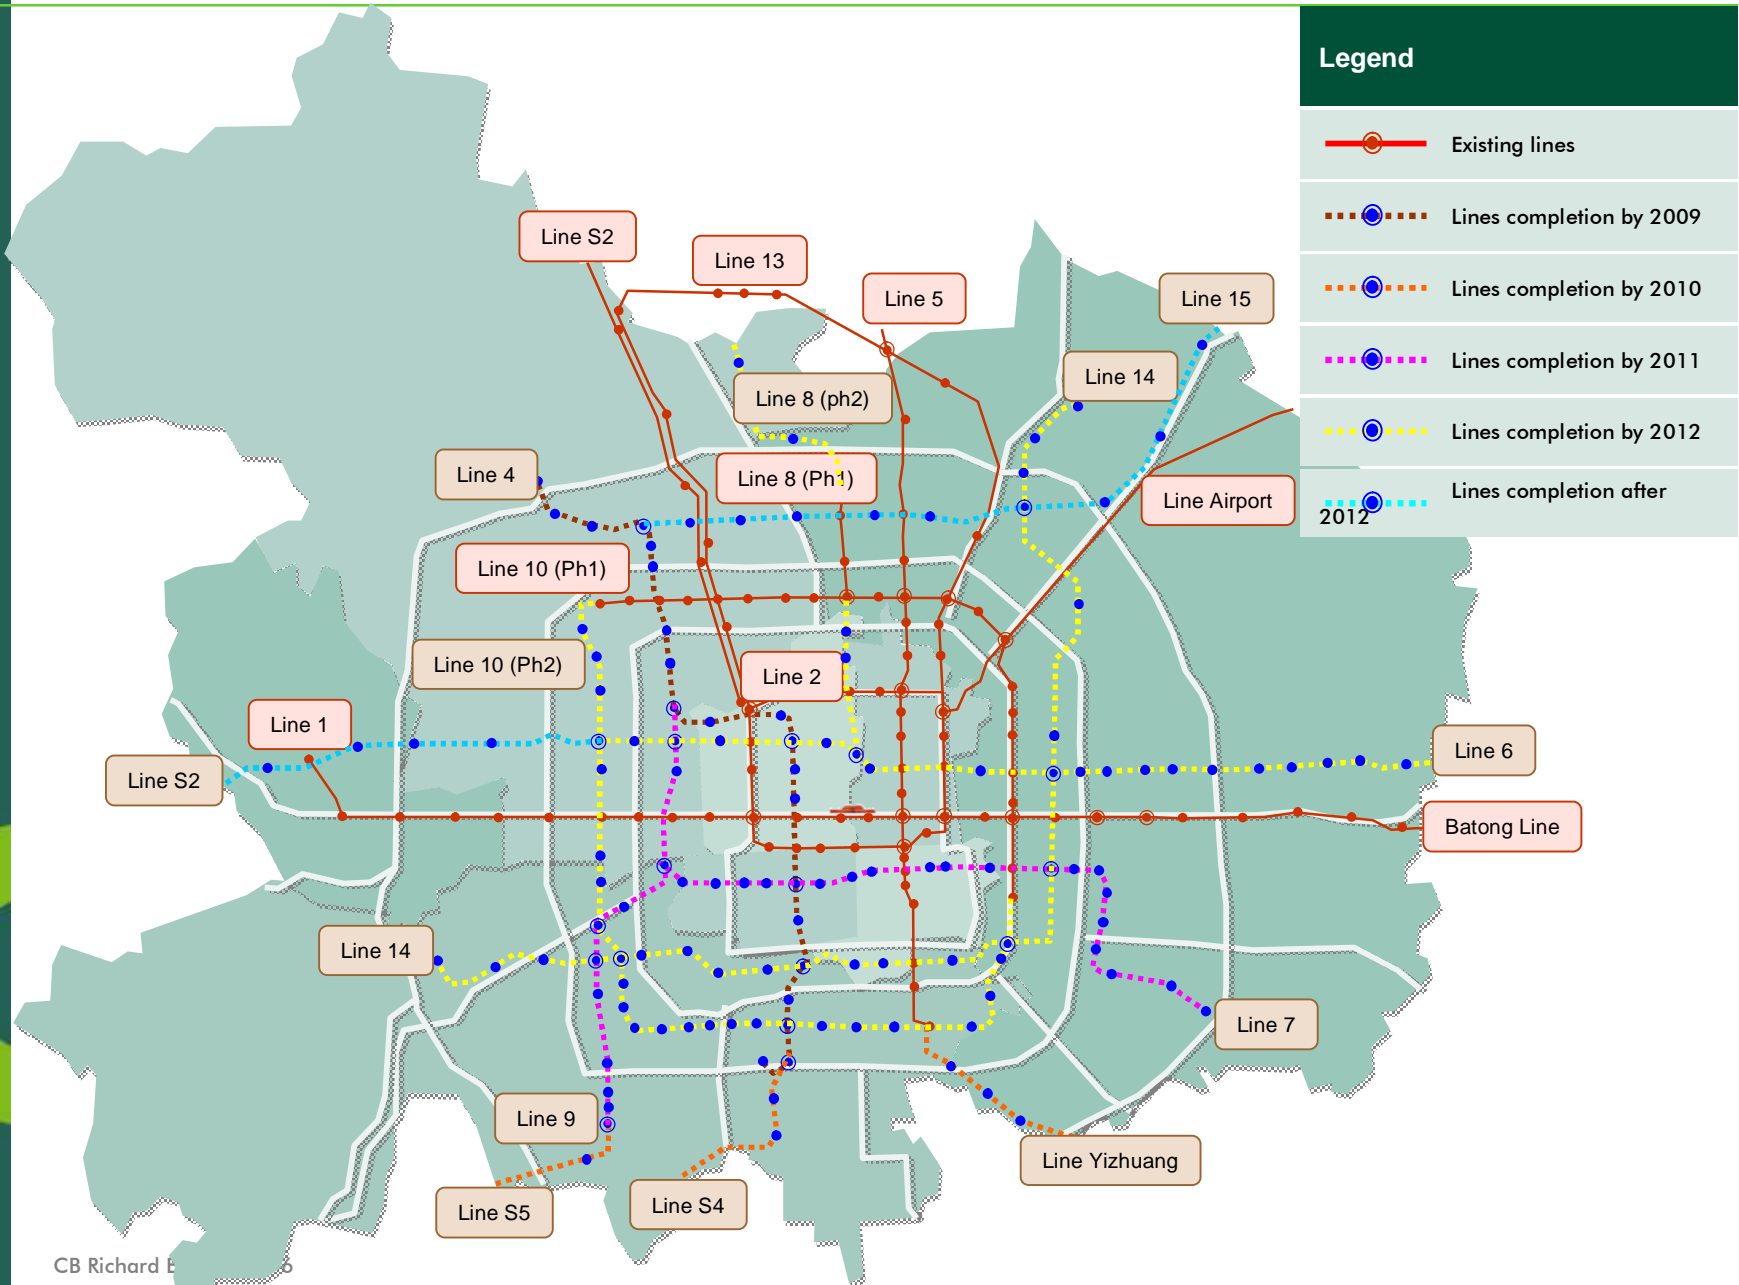 Legend
Existing lines
Lines completion by 2009
Lines completion by 2010
Lines completion by 2011
Lines completion by 2012
Lines completion after
2012
Line S2
Line 13
Line 5
Line 15
Line 14
Line 8 (ph2)
Line 4
Line 8 (Ph1)
Line Airport
Line 10 (Ph1)
Line 10 (Ph2)
Line 2
Line 1
Line S2
Line 6
Batong Line
Line 14
Line 7
Line 9
Line Yizhuang
Line S5
Line S4
CB Richard E
6